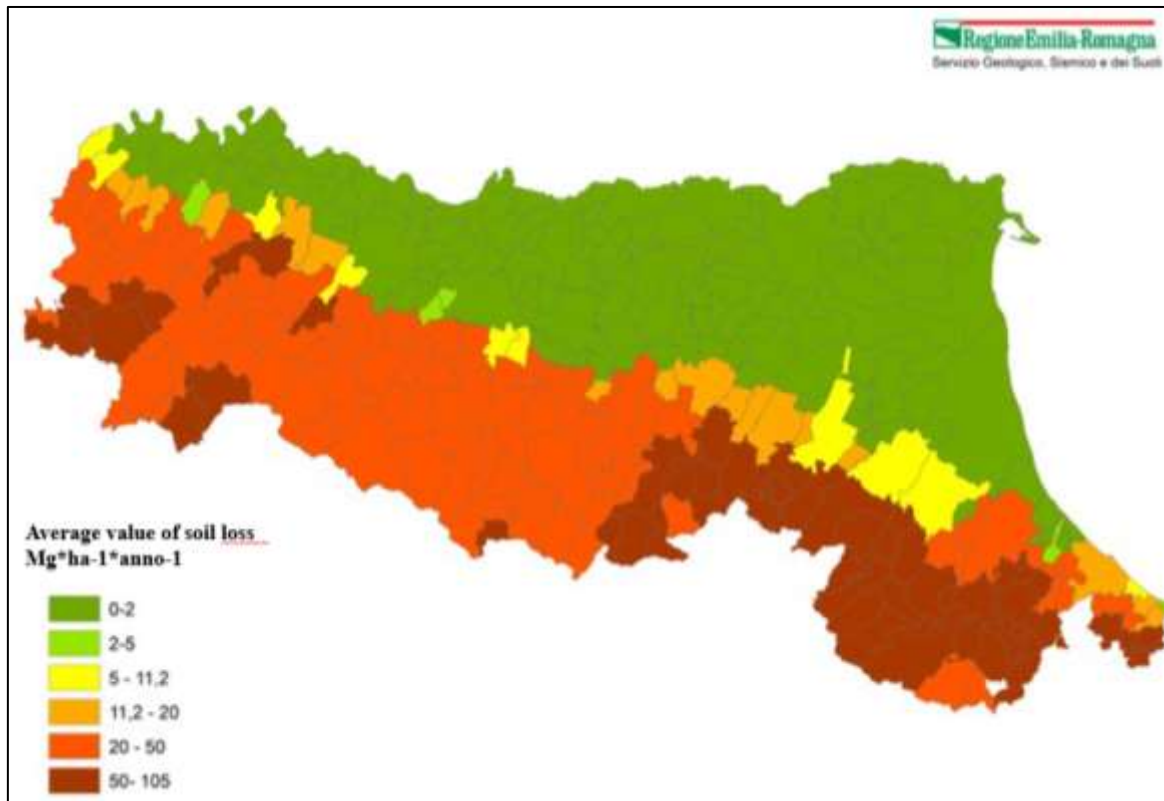 RegioneEmilia-Romagna
Servizio Geologico, Sismico e dei Suoli
Average value of soil loss
Mg*ha-1*anno-1
0-2
2-5
5 - 11,2
11,2 - 20
20 - 50
50- 105